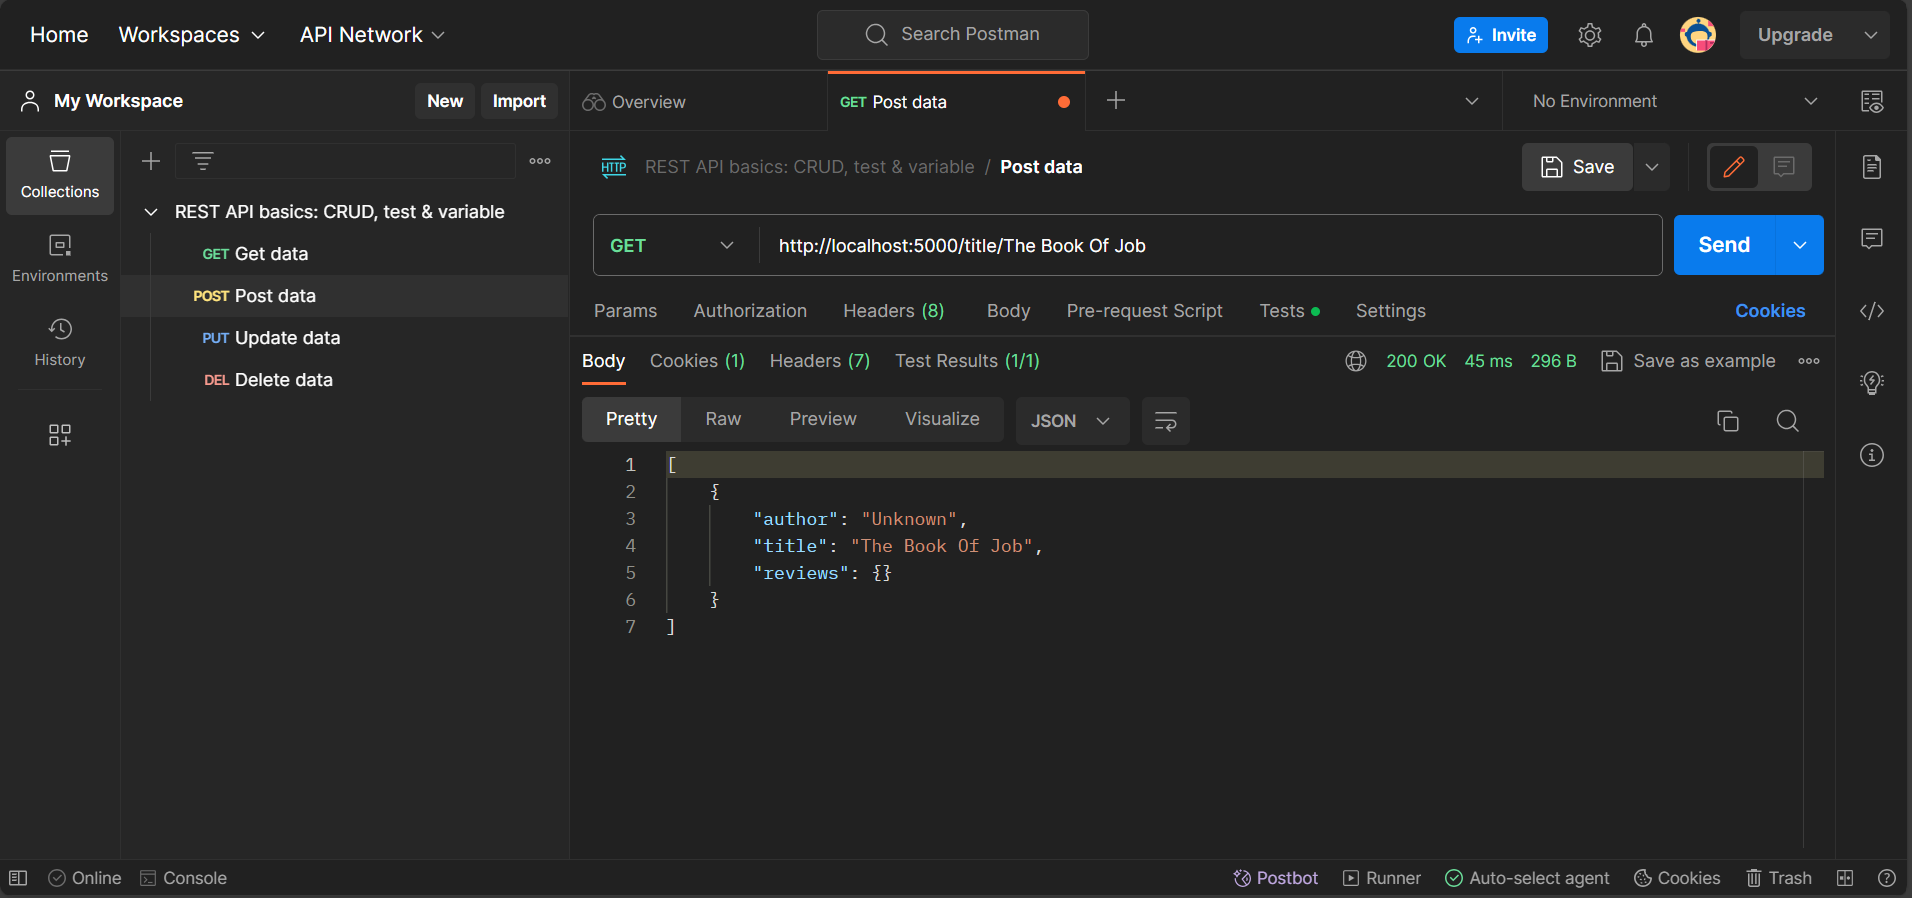 Home Workspaces API Network Search Postman Invite Upgrade
My Workspace New Import Overview GET Post data No Environment
Collections
REST API basics: CRUD, test & variable
GET Get data
POST Post data
PUT Update data
DEL Delete data
Environments
History
HTTP REST API basics: CRUD, test & variable / Post data Save
GET http://localhost:5000/title/The Book Of Job Send
Params Authorization Headers (8) Body Pre-request Script Tests Settings Cookies
Body Cookies (1) Headers (7) Test Results (1/1) 200 OK 45 ms 296 B Save as example
Pretty Raw Preview Visualize JSON
1 [
2 {
3 "author": "Unknown",
4 "title": "The Book Of Job",
5 "reviews": {}
6 }
7 ]
Online Console Postbot Runner Auto-select agent Cookies Trash